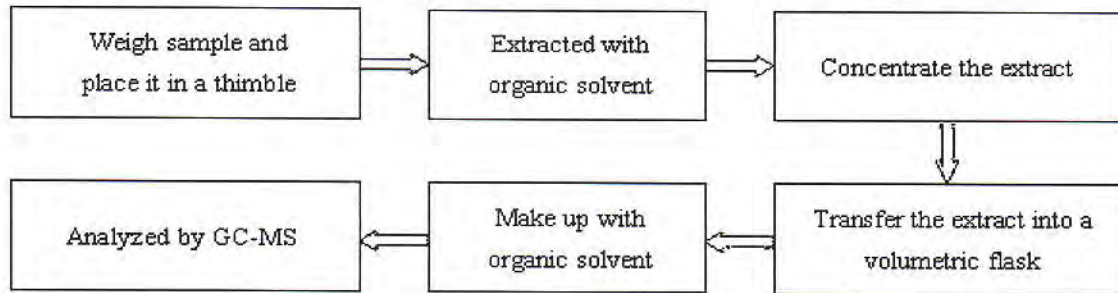 Weigh sample and
place it in a thimble
Extracted with
organic solvent
Concentrate the extract
Transfer the extract into a
volumetric flask
Make up with
organic solvent
Analyzed by GC-MS